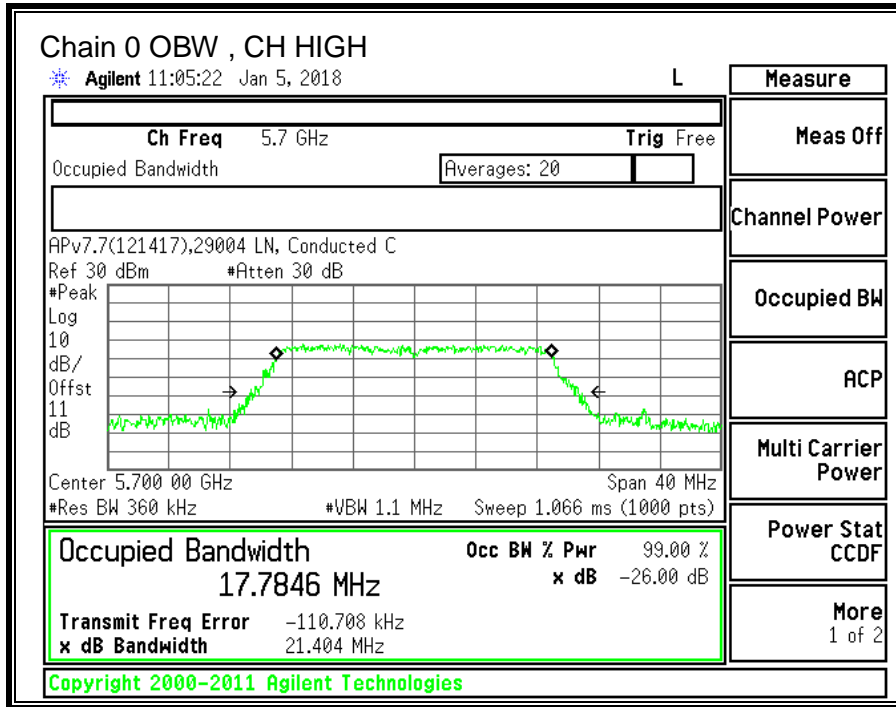 Chain 0 OBW , CH HIGH
Agilent 11:05:22 Jan 5, 2018 L
Measure
Ch Freq 5.7 GHz Trig Free
Meas Off
Occupied Bandwidth Averages: 20
Channel Power
APv7.7(121417),29004 LN, Conducted C
Ref 30 dBm #Atten 30 dB
#Peak
Log
10
dB/
Offst
11
dB
Occupied BW
ACP
Center 5.700 00 GHz Span 40 MHz
#Res BW 360 kHz #VBW 1.1 MHz Sweep 1.066 ms (1000 pts)
Multi Carrier
Power
Occupied Bandwidth Occ BW % Pwr 99.00 %
17.7846 MHz x dB -26.00 dB
Power Stat
CCDF
Transmit Freq Error -110.708 kHz
x dB Bandwidth 21.404 MHz
More
1 of 2
Copyright 2000-2011 Agilent Technologies